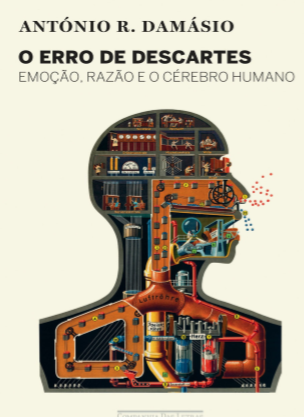 ANTÓNIO R. DAMÁSIO
O ERRO DE DESCARTES
EMOÇÃO, RAZÃO E O CÉREBRO HUMANO